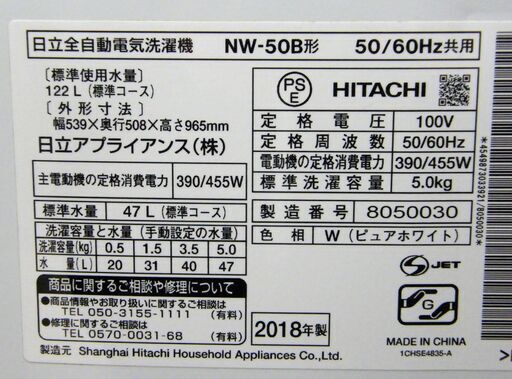 日立全自動電気洗濯機 NW-50B形 50/60Hz共用
〔標準使用水量〕
122 L（標準コース）
〔外形寸法〕
幅539×奥行508×高さ965mm
日立アプライアンス（株）
主電動機の定格消費電力 390/455W
標準水量 47 L（標準コース）
洗濯容量と水量（手動設定の水量）
洗濯容量(kg) 0.5 1.5 3.5 5.0
水量(L) 20 31 40 47
商品に関するご相談や修理について
●商品情報やお取り扱いに関するご相談
TEL 050-3155-1111 （有料）
●修理に関するご相談
TEL 0570-0031-68 （有料）
2018年製
製造元 Shanghai Hitachi Household Appliances Co.,Ltd.
PS
E
HITACHI
定格電圧 100V
定格周波数 50/60Hz
電動機の定格消費電力 390/455W
標準洗濯容量 5.0kg
製造番号 8050030
色相 W（ピュアホワイト）
S JET
G
MADE IN CHINA
1CHSE4835-A
*4549873033921/8050030*